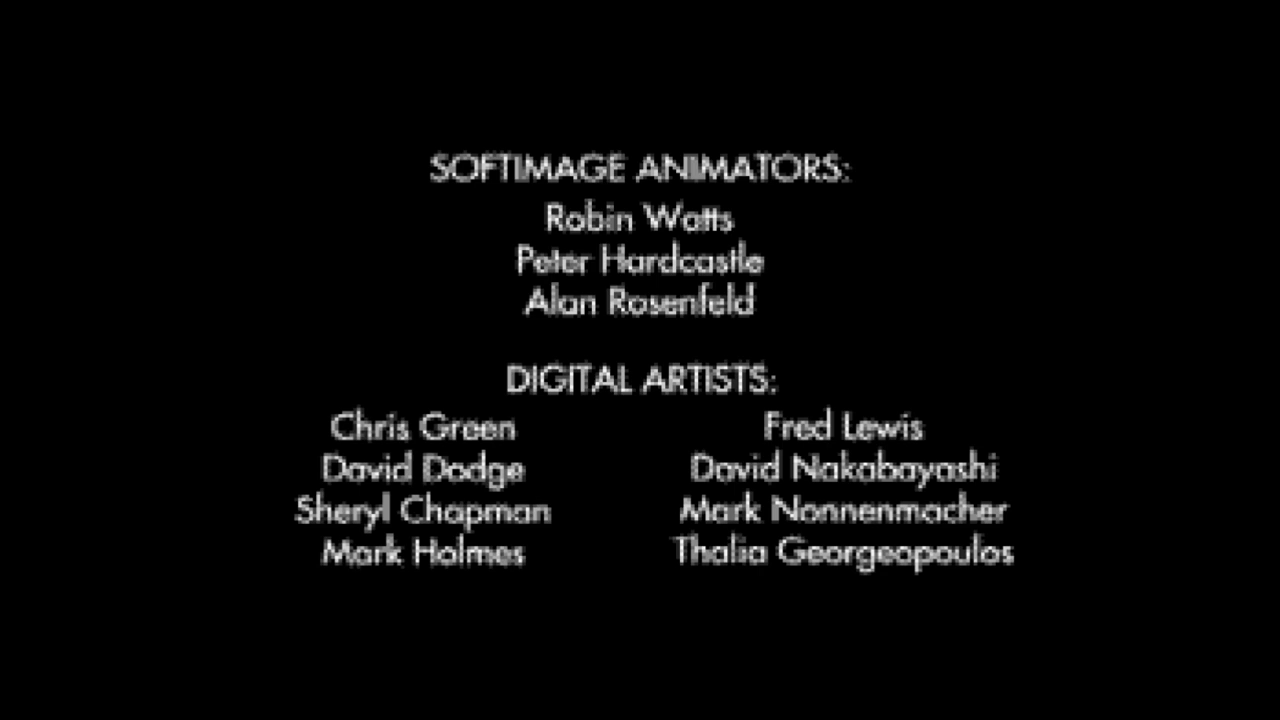 SOFTIMAGE ANIMATORS:
Robin Watts
Peter Hardcastle
Alan Rosenfeld
DIGITAL ARTISTS:
Chris Green
David Dodge
Sheryl Chapman
Mark Holmes
Fred Lewis
David Nakabayashi
Mark Nonnenmacher
Thalia Georgeopoulos